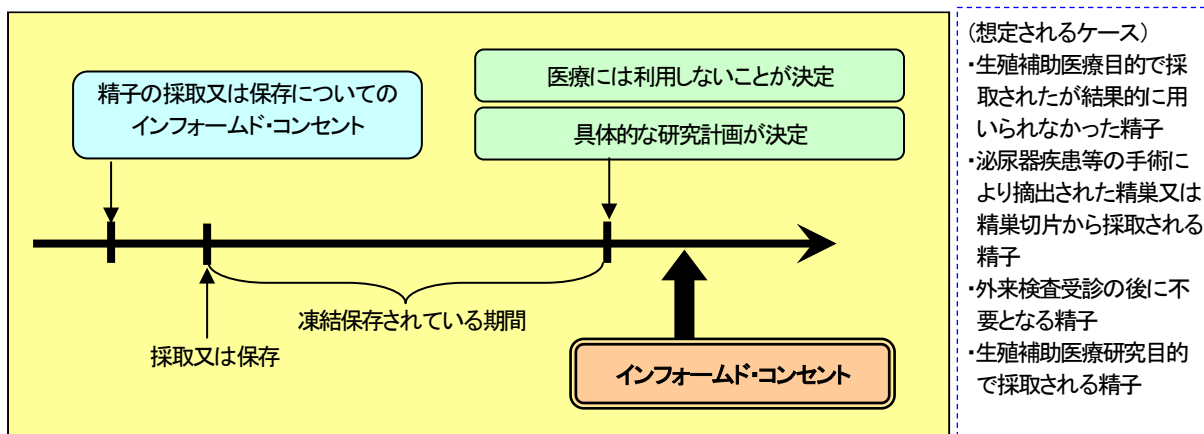 精子の採取又は保存についての
インフォームド・コンセント
医療には利用しないことが決定
具体的な研究計画が決定
凍結保存されている期間
採取又は保存
インフォームド・コンセント
(想定されるケース)
・生殖補助医療目的で採
取されたが結果的に用
いられなかった精子
・泌尿器疾患等の手術に
より摘出された精巣又は
精巣切片から採取される
精子
・外来検査受診の後に不
要となる精子
・生殖補助医療研究目的
で採取される精子